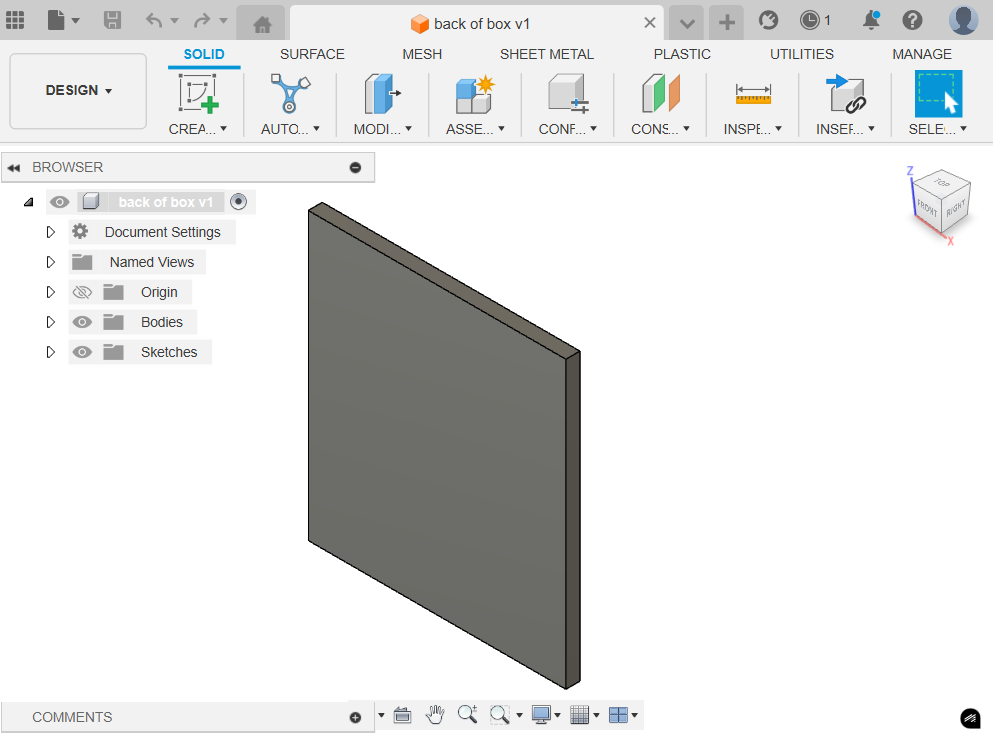 back of box v1
1
SOLID SURFACE MESH SHEET METAL PLASTIC UTILITIES MANAGE
DESIGN
CREA... AUTO... MODI... ASSE... CONF... CONS... INSPE... INSEF... SELE...
BROWSER
back of box v1
Document Settings
Named Views
Origin
Bodies
Sketches
Z
TOP
FRONT RIGHT
X
COMMENTS